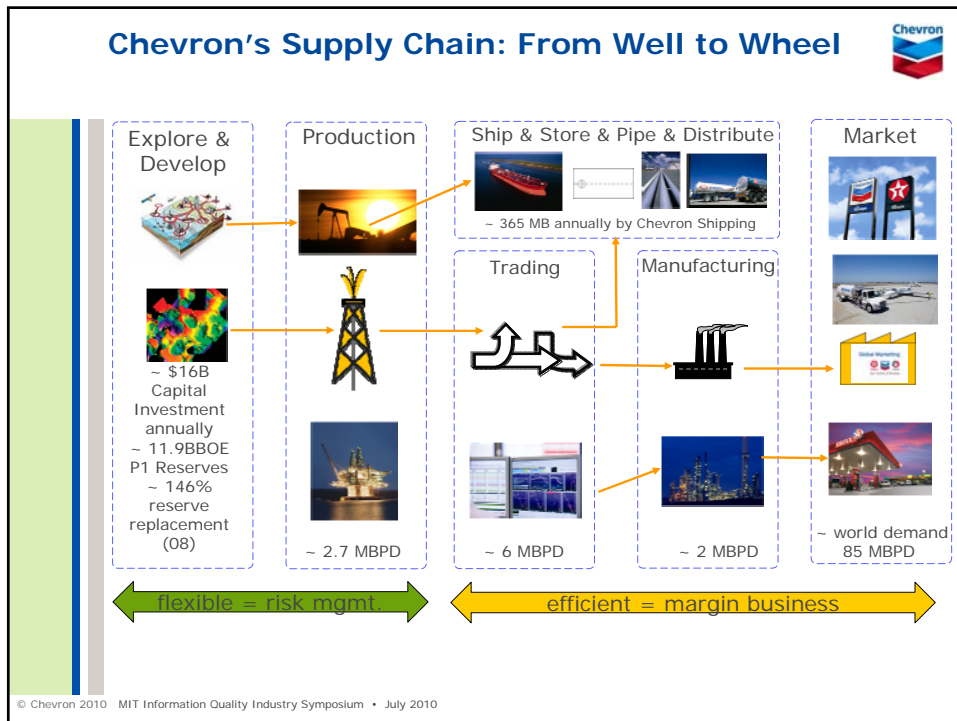 Chevron's Supply Chain: From Well to Wheel
Chevron
Explore &
Develop
~ $16B
Capital
Investment
annually
~ 11.9BBOE
P1 Reserves
~ 146%
reserve
replacement
(08)
Production
~ 2.7 MBPD
Ship & Store & Pipe & Distribute
~ 365 MB annually by Chevron Shipping
Trading
~ 6 MBPD
Manufacturing
~ 2 MBPD
Market
Global Marketing
~ world demand
85 MBPD
flexible = risk mgmt.
efficient = margin business
© Chevron 2010 MIT Information Quality Industry Symposium • July 2010